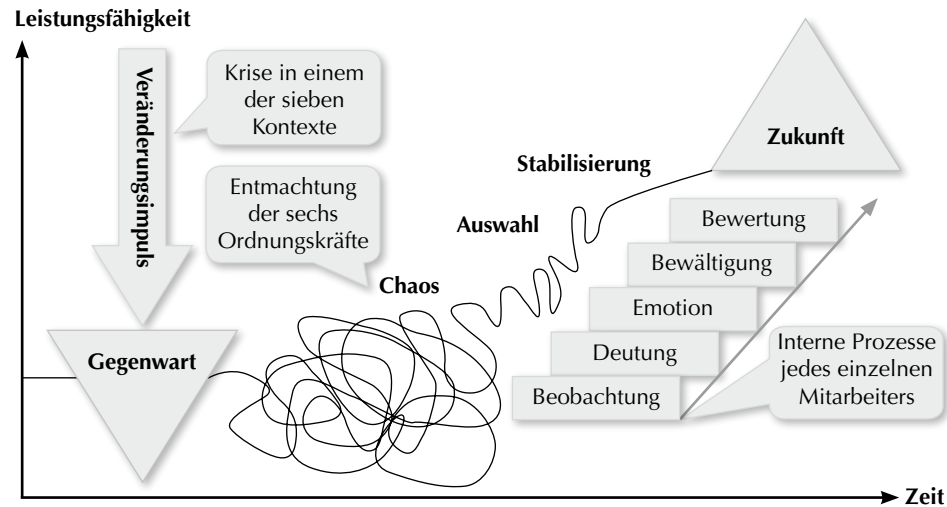 Leistungsfähigkeit
Veränderungsimpuls
Krise in einem
der sieben
Kontexte
Entmachtung
der sechs
Ordnungskräfte
Gegenwart
Chaos
Auswahl
Stabilisierung
Zukunft
Bewertung
Bewältigung
Emotion
Deutung
Beobachtung
Interne Prozesse
jedes einzelnen
Mitarbeiters
Zeit